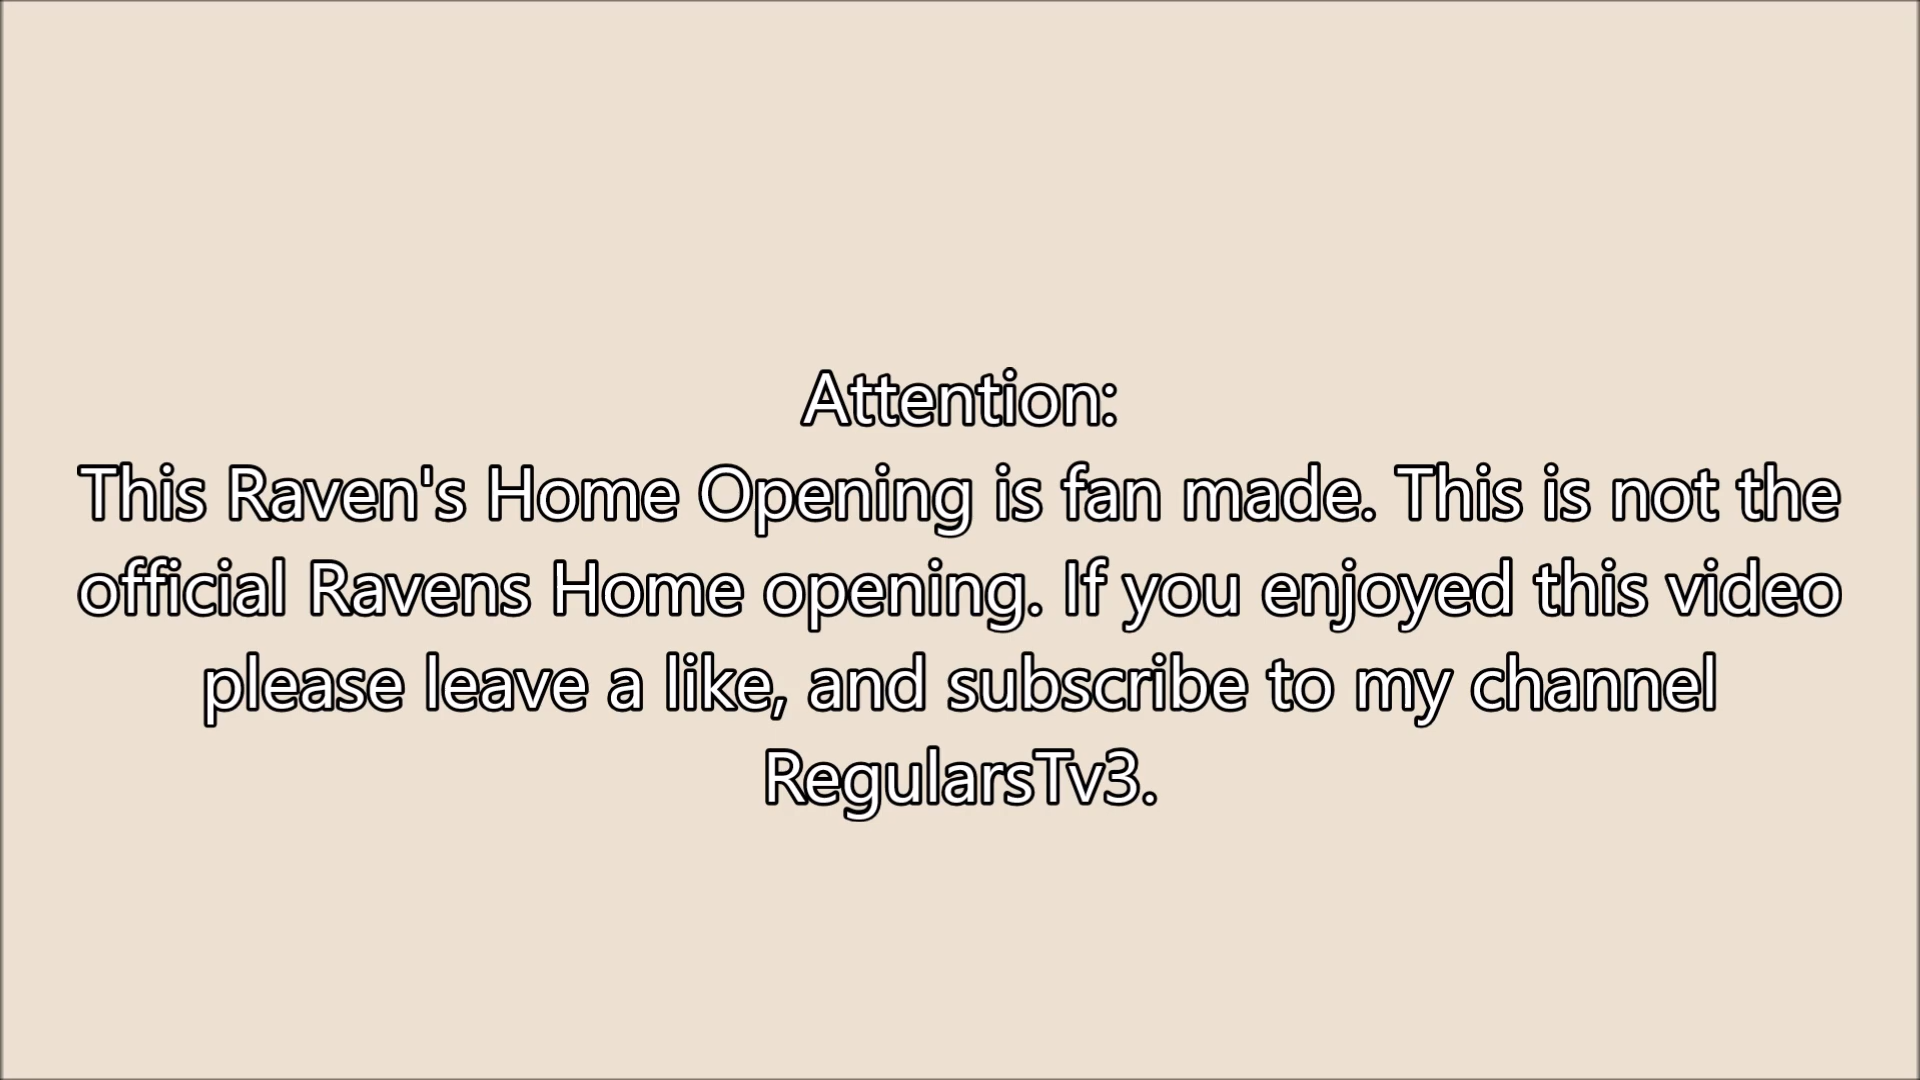 Attention:
This Raven's Home Opening is fan made. This is not the
official Ravens Home opening. If you enjoyed this video
please leave a like, and subscribe to my channel
RegularsTv3.